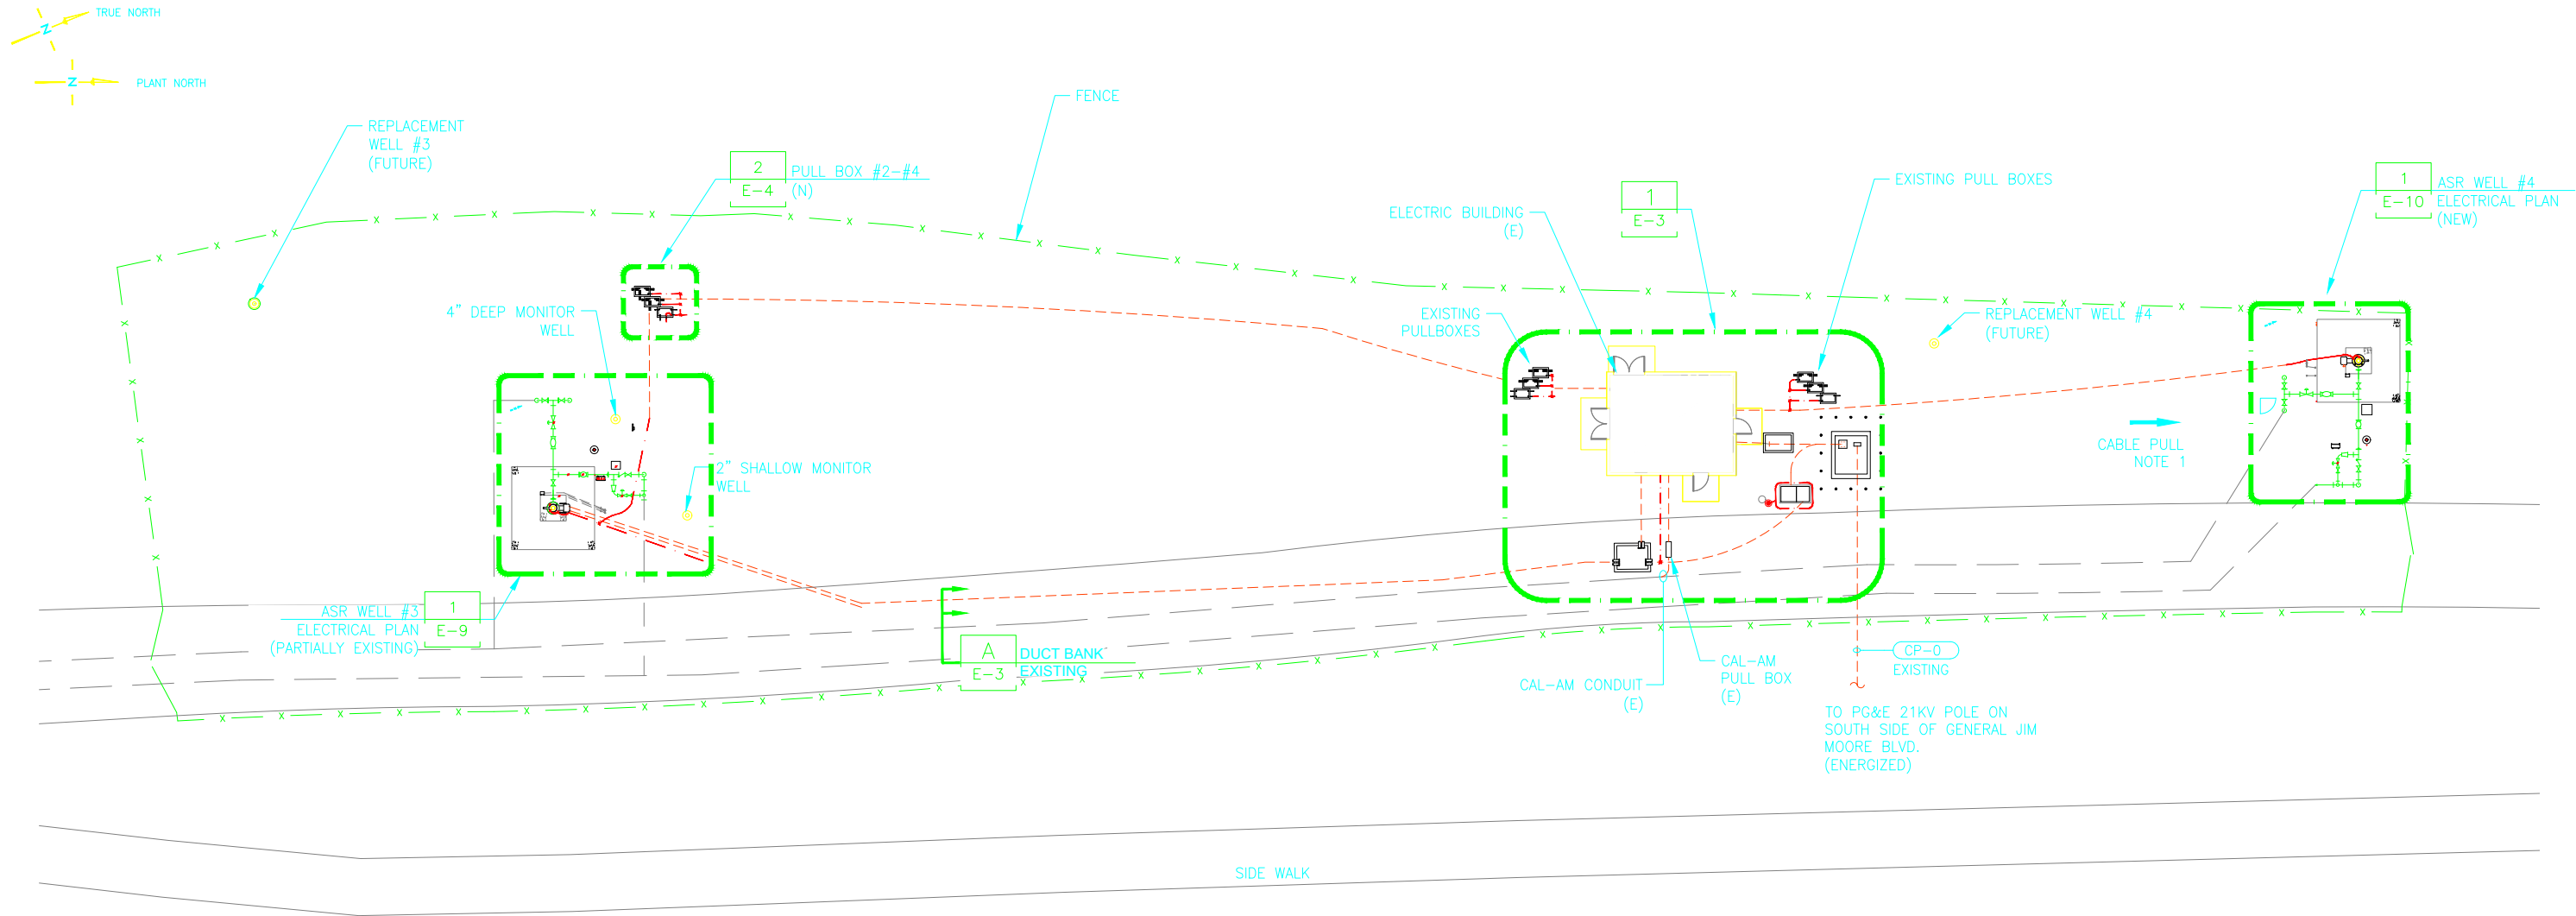 TRUE NORTH
N
PLANT NORTH
N
FENCE
REPLACEMENT
WELL #3
(FUTURE)
2
E-4
PULL BOX #2-#4
(N)
1
E-3
ELECTRIC BUILDING
(E)
EXISTING PULL BOXES
1
E-10
ASR WELL #4
ELECTRICAL PLAN
(NEW)
4" DEEP MONITOR
WELL
EXISTING
PULLBOXES
REPLACEMENT WELL #4
(FUTURE)
CABLE PULL
NOTE 1
2" SHALLOW MONITOR
WELL
ASR WELL #3
ELECTRICAL PLAN
(PARTIALLY EXISTING)
1
E-9
A
E-3
DUCT BANK
EXISTING
CAL-AM
PULL BOX
(E)
CAL-AM CONDUIT
(E)
CP-0
EXISTING
TO PG&E 21KV POLE ON
SOUTH SIDE OF GENERAL JIM
MOORE BLVD.
(ENERGIZED)
SIDE WALK